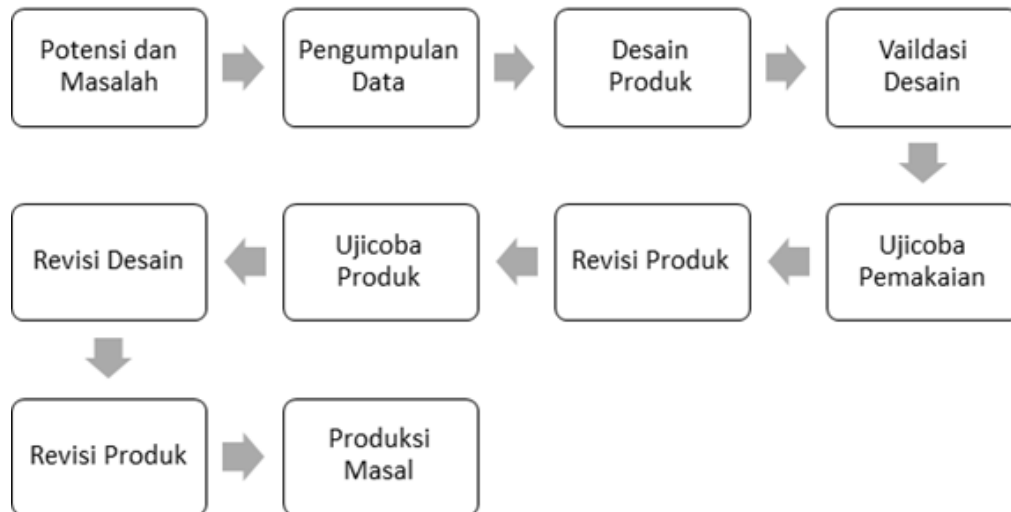 Potensi dan
Masalah
Pengumpulan
Data
Desain
Produk
Vaildasi
Desain
Ujicoba
Pemakaian
Revisi Produk
Ujicoba
Produk
Revisi Desain
Revisi Produk
Produksi
Masal